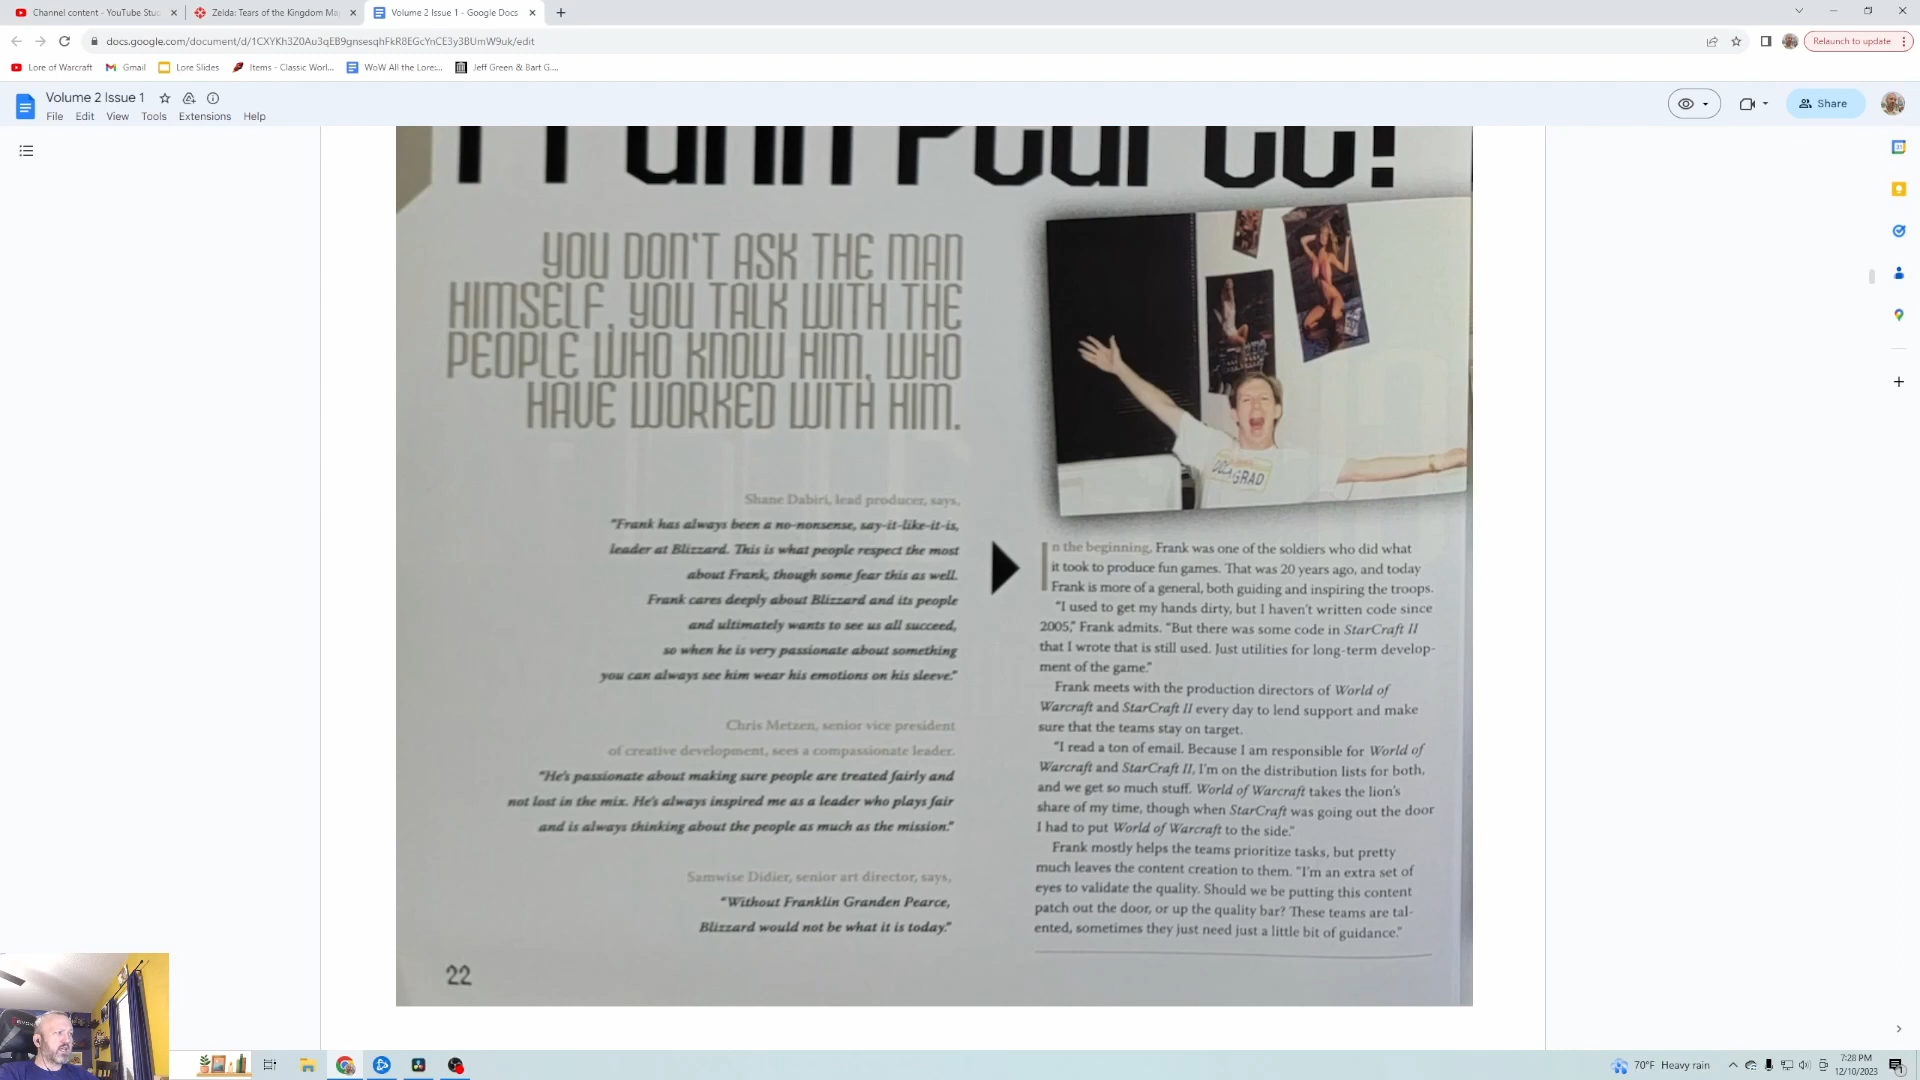 Channel content - YouTube Stud
Zelda: Tears of the Kingdom Ma
Volume 2 Issue 1 - Google Docs
docs.google.com/document/d/1CXYKh3Z0Au3qEB9gnsesqhFkR8EGcYnCE3y3BUmW9uk/edit
Relaunch to update
Lore of Warcraft
Gmail
Lore Slides
Items - Classic Worl...
WoW All the Lore:...
Jeff Green & Bart G....
Volume 2 Issue 1
File Edit View Tools Extensions Help
Share
YOU DON'T ASK THE MAN
HIMSELF, YOU TALK WITH THE
PEOPLE WHO KNOW HIM, WHO
HAVE WORKED WITH HIM.
Shane Dabiri, lead producer, says,
"Frank has always been a no-nonsense, say-it-like-it-is,
leader at Blizzard. This is what people respect the most
about Frank, though some fear this as well.
Frank cares deeply about Blizzard and its people
and ultimately wants to see us all succeed,
so when he is very passionate about something
you can always see him wear his emotions on his sleeve."
Chris Metzen, senior vice president
of creative development, sees a compassionate leader.
"He's passionate about making sure people are treated fairly and
not lost in the mix. He's always inspired me as a leader who plays fair
and is always thinking about the people as much as the mission."
Samwise Didier, senior art director, says,
"Without Franklin Granden Pearce,
Blizzard would not be what it is today."
22
GRAD
In the beginning, Frank was one of the soldiers who did what
it took to produce fun games. That was 20 years ago, and today
Frank is more of a general, both guiding and inspiring the troops.
"I used to get my hands dirty, but I haven't written code since
2005," Frank admits. "But there was some code in StarCraft II
that I wrote that is still used. Just utilities for long-term develop-
ment of the game."
Frank meets with the production directors of World of
Warcraft and StarCraft II every day to lend support and make
sure that the teams stay on target.
"I read a ton of email. Because I am responsible for World of
Warcraft and StarCraft II, I'm on the distribution lists for both,
and we get so much stuff. World of Warcraft takes the lion's
share of my time, though when StarCraft was going out the door
I had to put World of Warcraft to the side."
Frank mostly helps the teams prioritize tasks, but pretty
much leaves the content creation to them. "I'm an extra set of
eyes to validate the quality. Should we be putting this content
patch out the door, or up the quality bar? These teams are tal-
ented, sometimes they just need just a little bit of guidance."
70°F Heavy rain
7:28 PM
12/10/2023